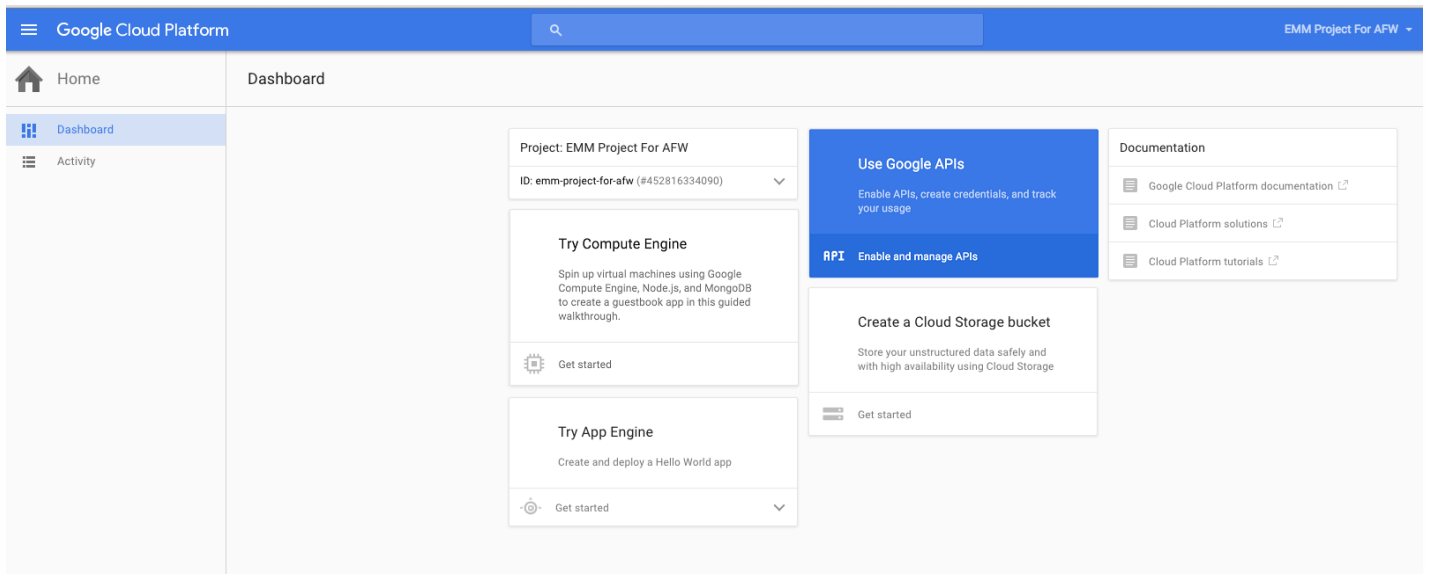 Google Cloud Platform
EMM Project For AFW
Home
Dashboard
Dashboard
Activity
Project: EMM Project For AFW
ID: emm-project-for-afw (#452816334090)
Try Compute Engine
Spin up virtual machines using Google
Compute Engine, Node.js, and MongoDB
to create a guestbook app in this guided
walkthrough.
Get started
Try App Engine
Create and deploy a Hello World app
Get started
Use Google APIs
Enable APIs, create credentials, and track
your usage
API Enable and manage APIs
Create a Cloud Storage bucket
Store your unstructured data safely and
with high availability using Cloud Storage
Get started
Documentation
Google Cloud Platform documentation
Cloud Platform solutions
Cloud Platform tutorials